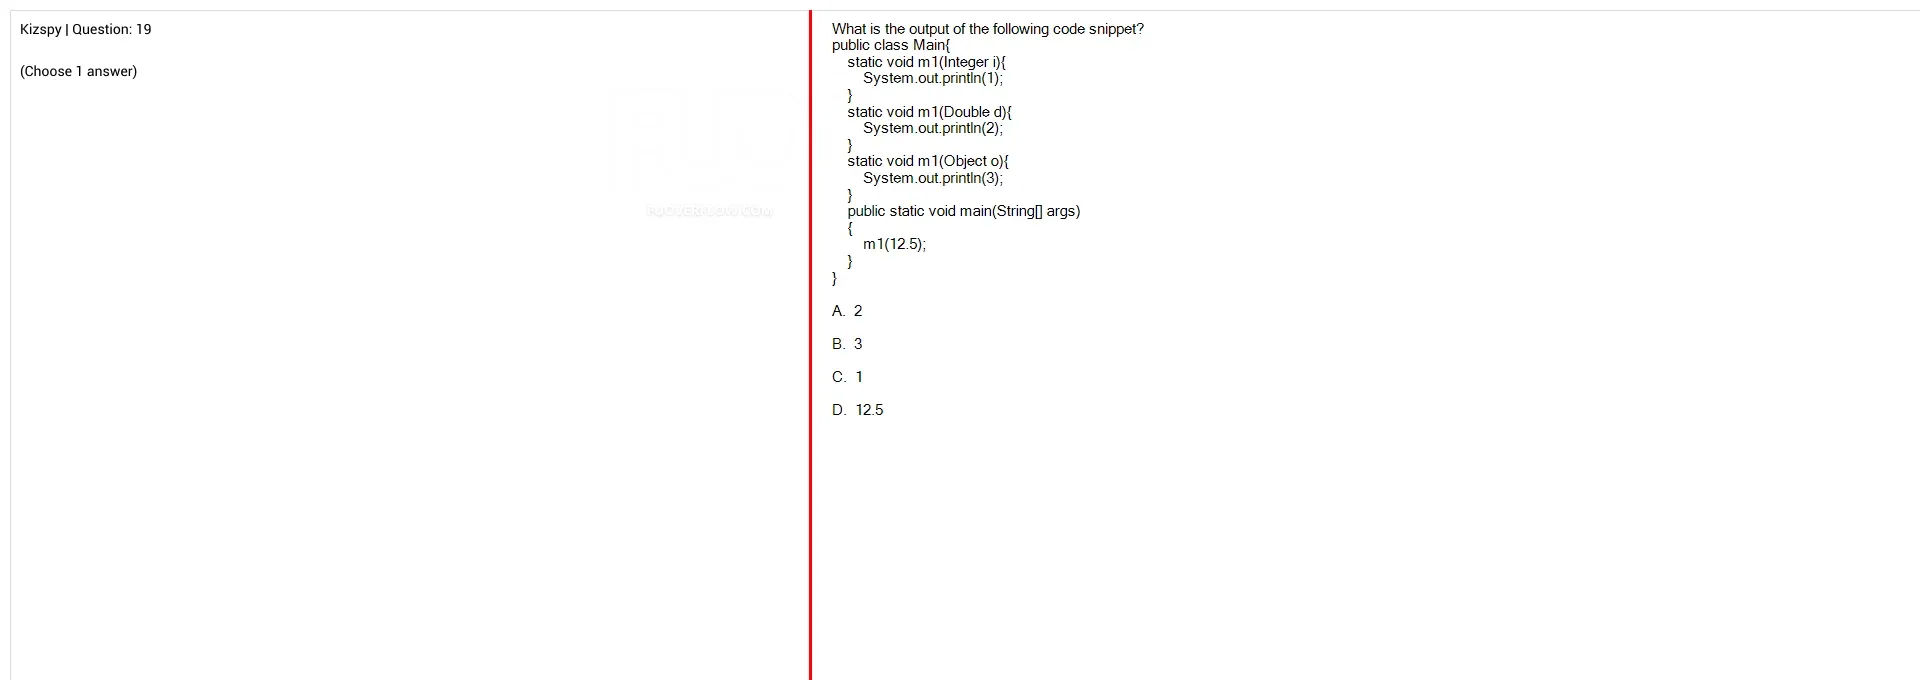 Kizspy | Question: 19
(Choose 1 answer)
FUOVERFLOW.COM
What is the output of the following code snippet?
public class Main{
static void m1(Integer i){
System.out.println(1);
}
static void m1(Double d){
System.out.println(2);
}
static void m1(Object o){
System.out.println(3);
}
public static void main(String[] args)
{
m1(12.5);
}
}
A. 2
B. 3
C. 1
D. 12.5